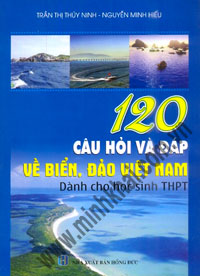 TRẦN THỊ THÚY NINH - NGUYỄN MINH HIẾU
120
CÂU HỎI VÀ ĐÁP
VỀ BIỂN, ĐẢO VIỆT NAM
Dành cho học sinh THPT
NHÀ XUẤT BẢN HỒNG ĐỨC